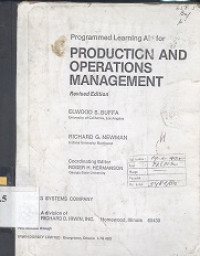 Programmed Learning Aid for
PRODUCTION AND
OPERATIONS
MANAGEMENT
Revised Edition
ELWOOD S. BUFFA
University of California, Los Angeles
RICHARD G. NEWMAN
Coordinating Editor
ROGER H. HERMANSON
Georgia State University
S SYSTEMS COMPANY
A division of
RICHARD D. IRWIN, INC. Homewood, Illinois 60430